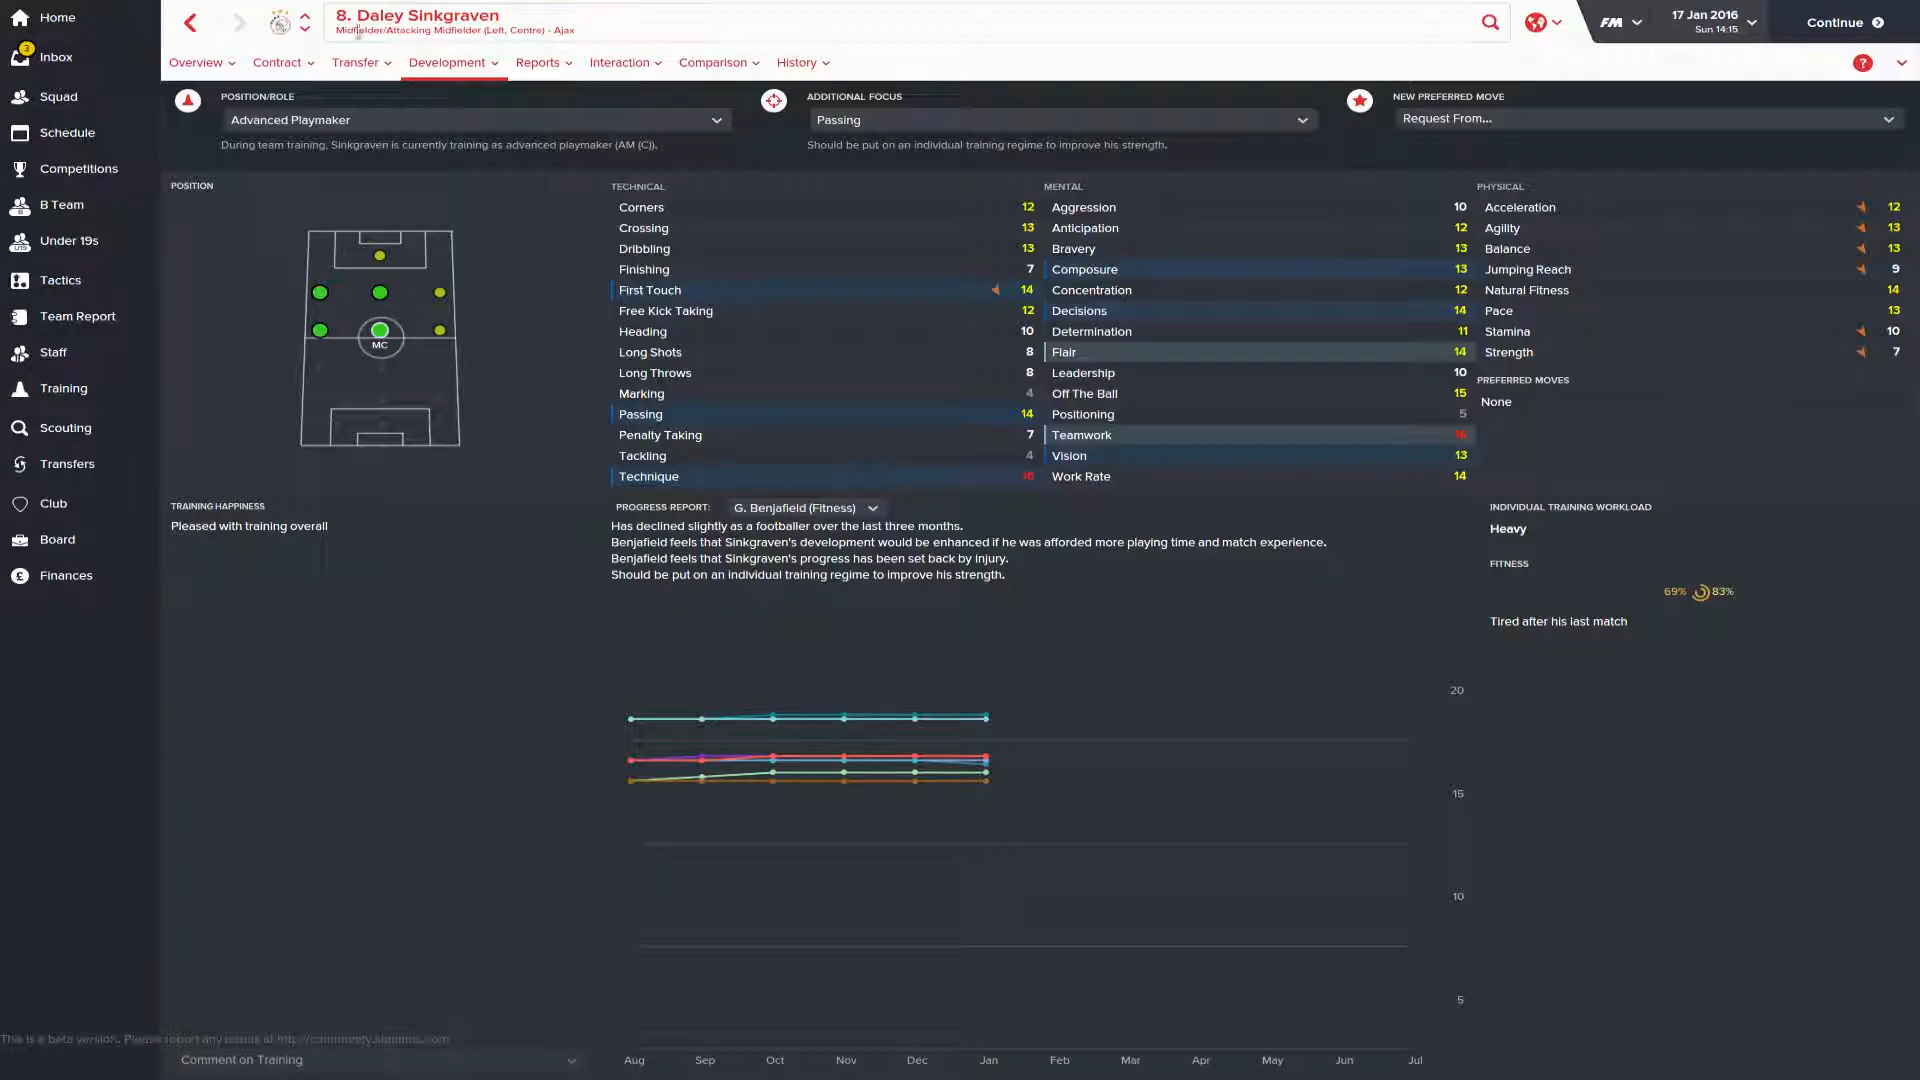 Home
3
Inbox
Squad
Schedule
Competitions
B Team
Under 19s
Tactics
Team Report
Staff
Training
Scouting
Transfers
Club
Board
Finances
8. Daley Sinkgraven
Midfielder/Attacking Midfielder (Left, Centre) - Ajax
FM
17 Jan 2016
Sun 14:15
Continue
Overview
Contract
Transfer
Development
Reports
Interaction
Comparison
History
?
POSITION/ROLE
Advanced Playmaker
During team training, Sinkgraven is currently training as advanced playmaker (AM (C)).
ADDITIONAL FOCUS
Passing
Should be put on an individual training regime to improve his strength.
NEW PREFERRED MOVE
Request From...
POSITION
MC
TECHNICAL
Corners 12
Crossing 13
Dribbling 13
Finishing 7
First Touch 14
Free Kick Taking 12
Heading 10
Long Shots 8
Long Throws 8
Marking 4
Passing 14
Penalty Taking 7
Tackling 4
Technique 16
MENTAL
Aggression 10
Anticipation 12
Bravery 13
Composure 13
Concentration 12
Decisions 14
Determination 11
Flair 14
Leadership 10
Off The Ball 15
Positioning 5
Teamwork 16
Vision 13
Work Rate 14
PHYSICAL
Acceleration 12
Agility 13
Balance 13
Jumping Reach 9
Natural Fitness 14
Pace 13
Stamina 10
Strength 7
PREFERRED MOVES
None
TRAINING HAPPINESS
Pleased with training overall
PROGRESS REPORT: G. Benjafield (Fitness)
Has declined slightly as a footballer over the last three months.
Benjafield feels that Sinkgraven's development would be enhanced if he was afforded more playing time and match experience.
Benjafield feels that Sinkgraven's progress has been set back by injury.
Should be put on an individual training regime to improve his strength.
INDIVIDUAL TRAINING WORKLOAD
Heavy
FITNESS
69% 83%
Tired after his last match
20
15
10
5
Aug Sep Oct Nov Dec Jan Feb Mar Apr May Jun Jul
This is a beta version. Please report any issues at
Comment on Training